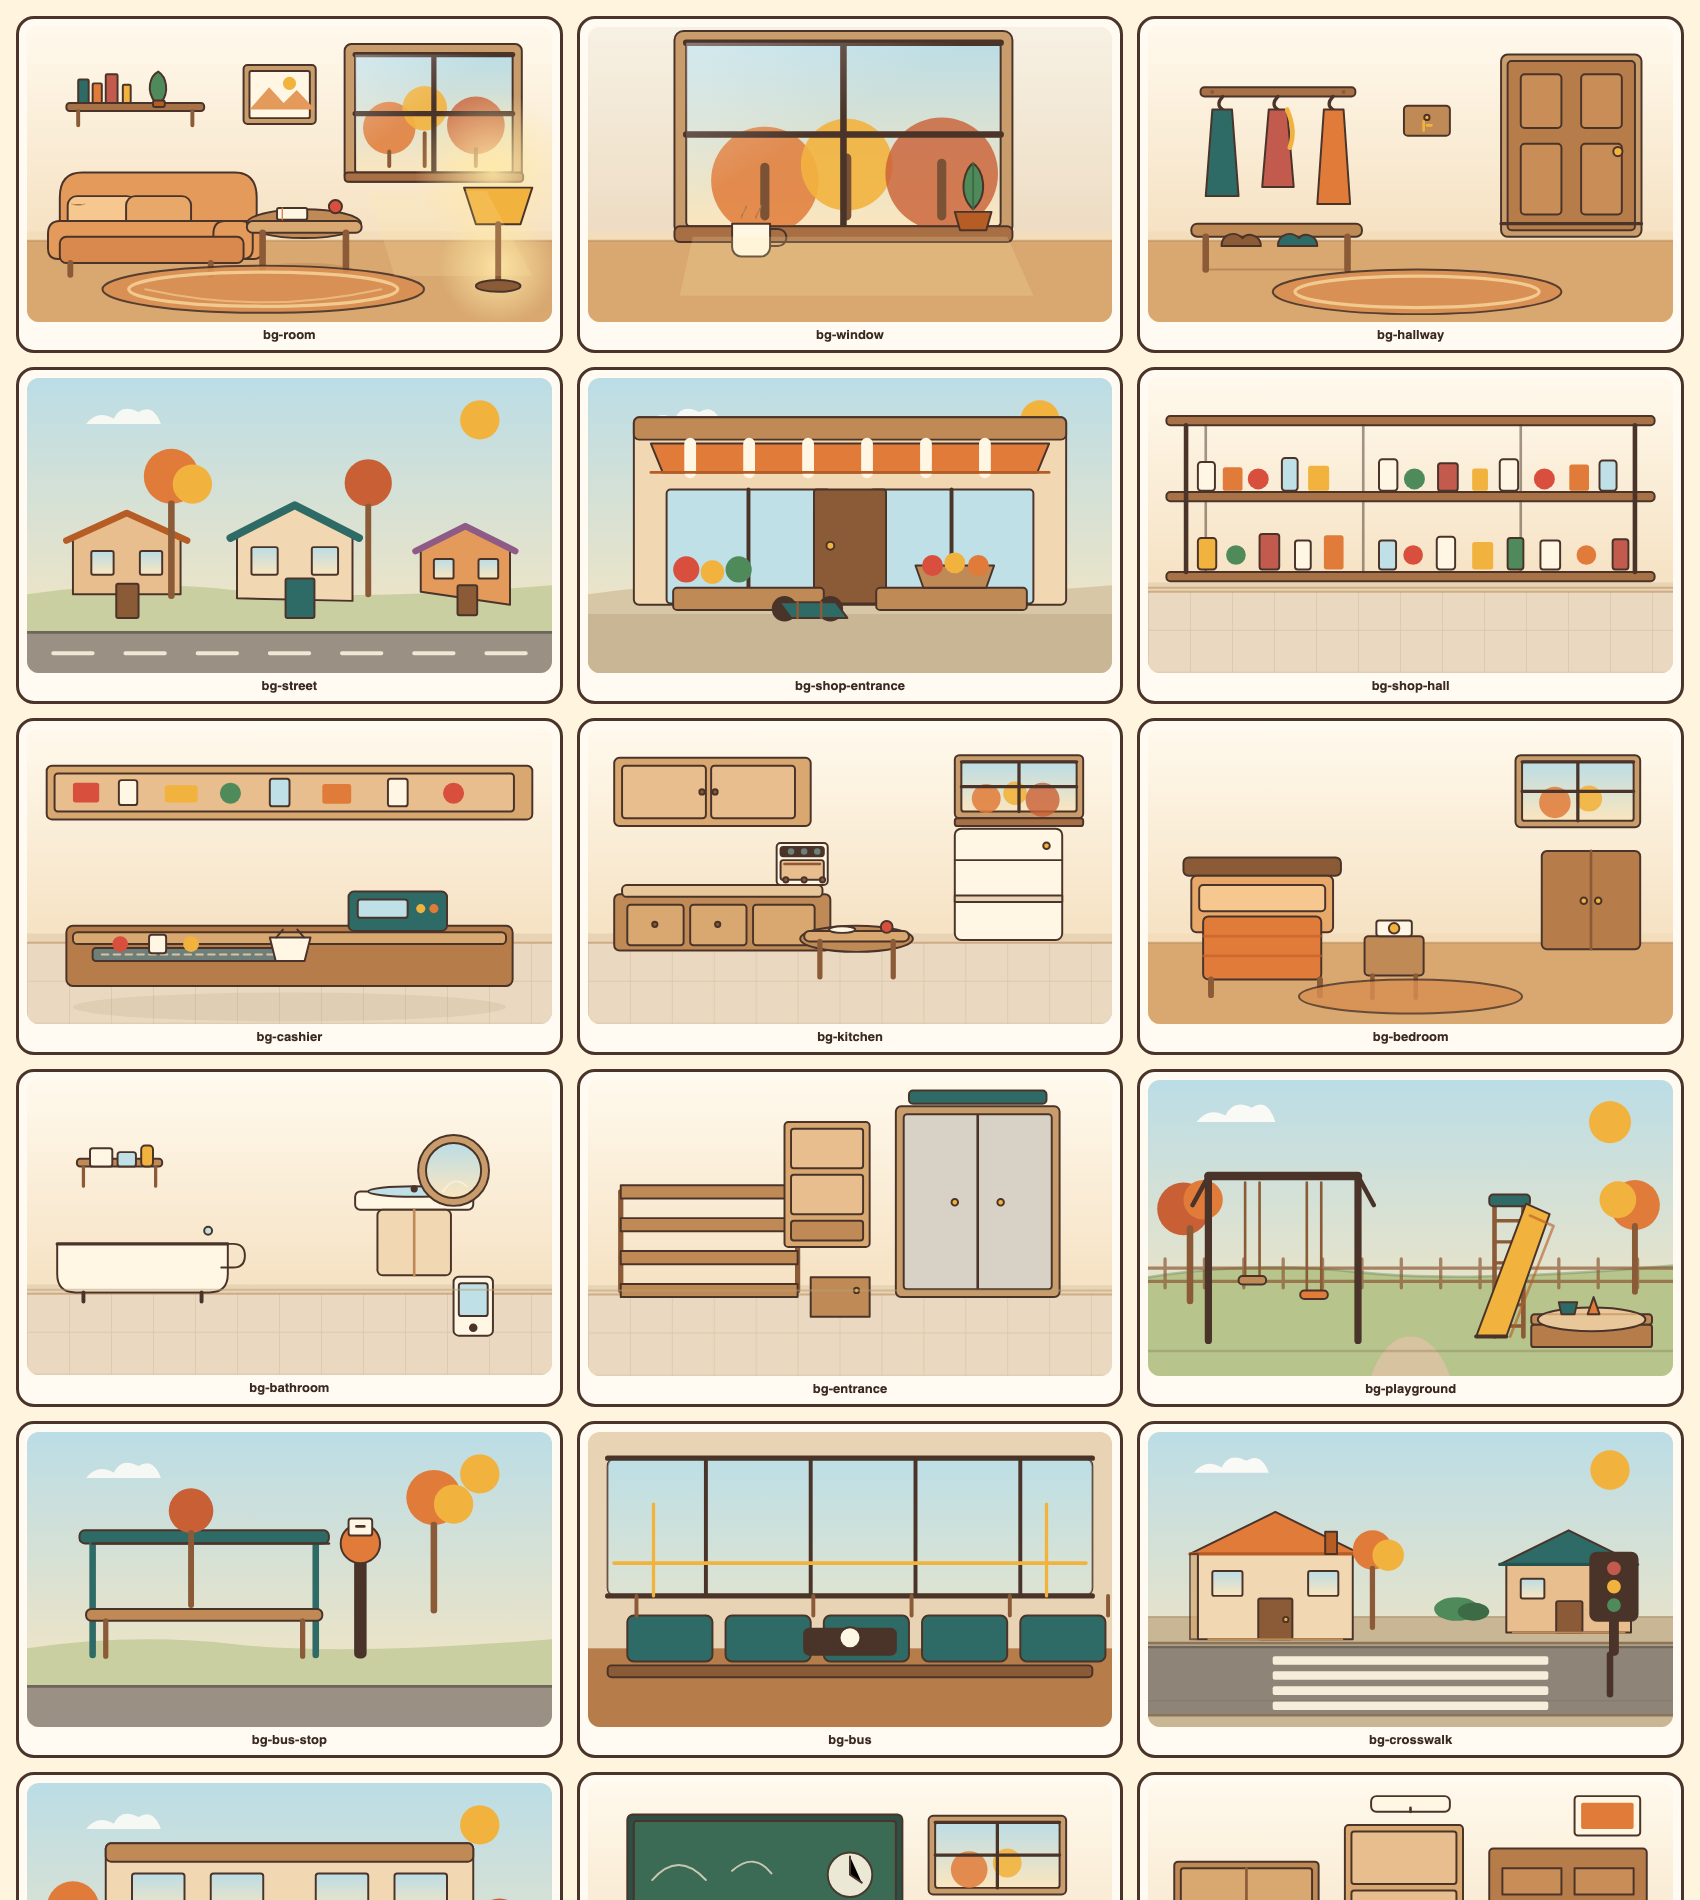 bg-room
bg-window
bg-hallway
bg-street
bg-shop-entrance
bg-shop-hall
bg-cashier
bg-kitchen
bg-bedroom
bg-bathroom
bg-entrance
bg-playground
bg-bus-stop
bg-bus
bg-crosswalk